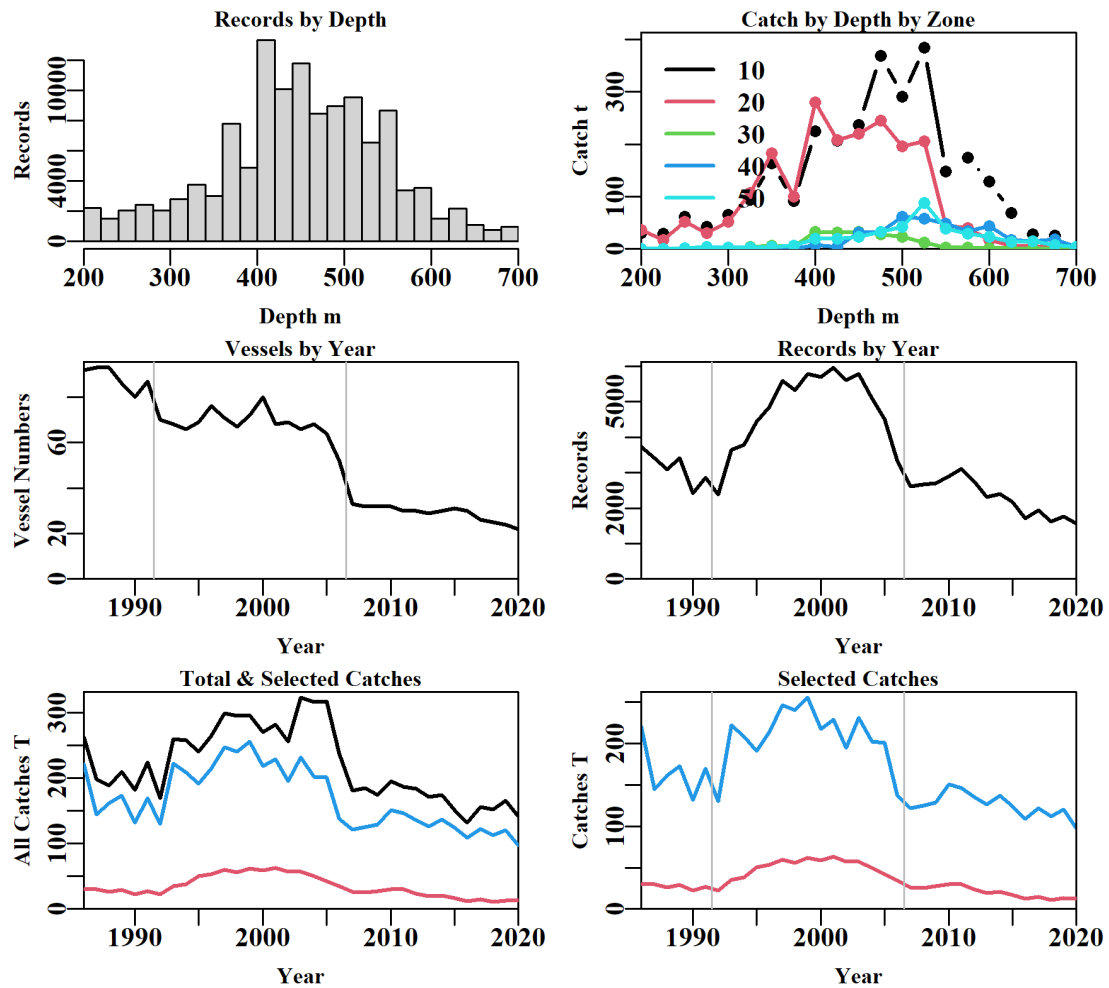 Records by Depth
Records
0
4000
10000
200 300 400 500 600 700
Depth m
Catch by Depth by Zone
Catch t
0
100
300
10
20
30
40
50
200 300 400 500 600 700
Depth m
Vessels by Year
Vessel Numbers
0
20
60
1990 2000 2010 2020
Year
Records by Year
Records
0
2000
5000
1990 2000 2010 2020
Year
Total & Selected Catches
All Catches T
0
100
200
300
1990 2000 2010 2020
Year
Selected Catches
Catches T
0
50
100
200
1990 2000 2010 2020
Year